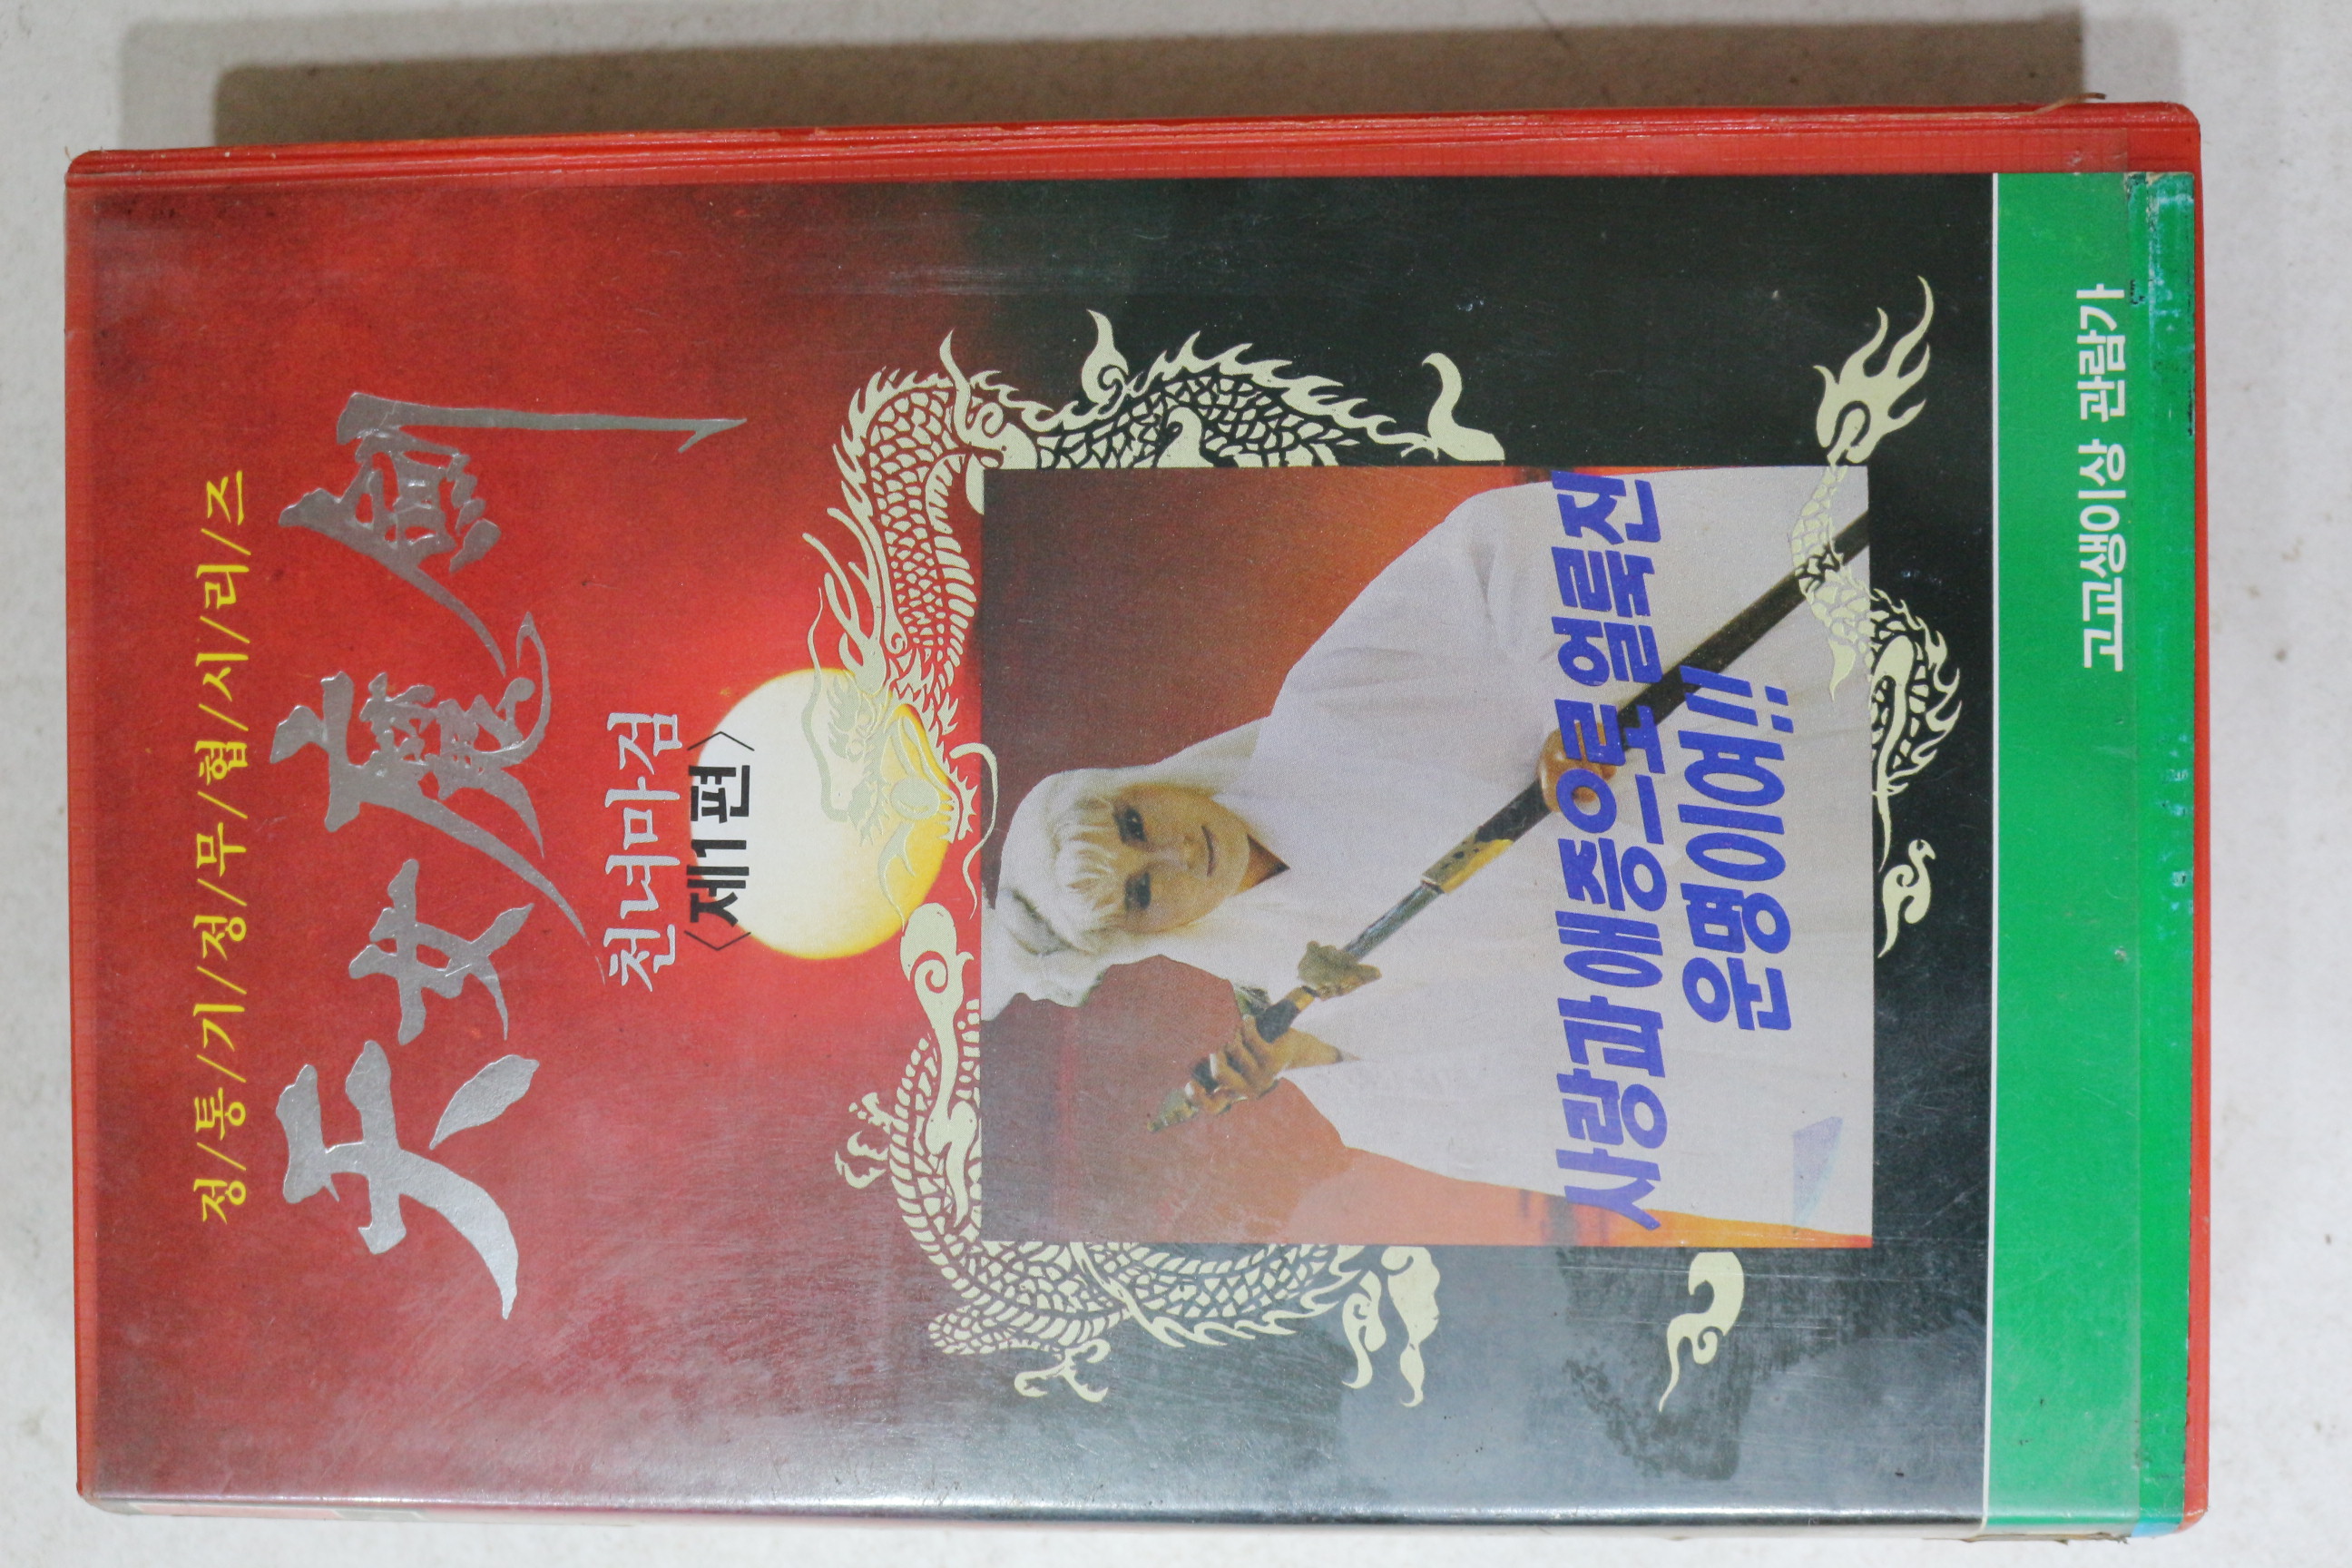 정/통/기/정/무/협/시/리/즈
天女魔劍
천녀마검
〈제1편〉
사랑과 애증으로 얼룩진
운명이여!!
고교생이상 관람가